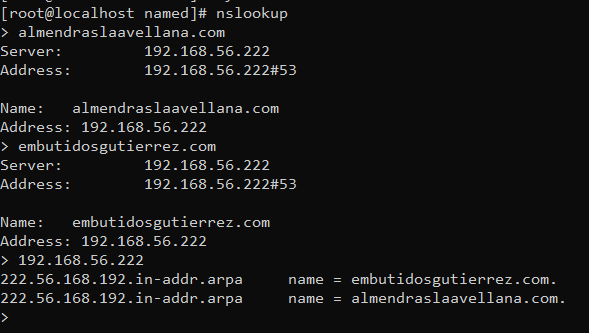 [root@localhost named]# nslookup
> almendraslaavellana.com
Server:         192.168.56.222
Address:        192.168.56.222#53

Name:   almendraslaavellana.com
Address: 192.168.56.222
> embutidosgutierrez.com
Server:         192.168.56.222
Address:        192.168.56.222#53

Name:   embutidosgutierrez.com
Address: 192.168.56.222
> 192.168.56.222
222.56.168.192.in-addr.arpa     name = embutidosgutierrez.com.
222.56.168.192.in-addr.arpa     name = almendraslaavellana.com.
>